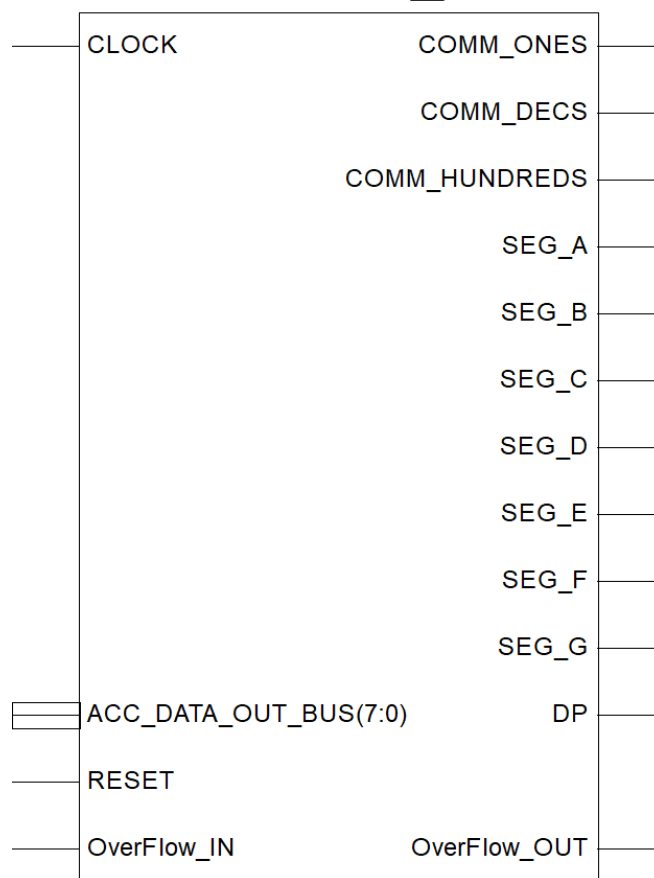 CLOCK COMM_ONES
COMM_DECS
COMM_HUNDREDS
SEG_A
SEG_B
SEG_C
SEG_D
SEG_E
SEG_F
SEG_G
ACC_DATA_OUT_BUS(7:0) DP
RESET
OverFlow_IN OverFlow_OUT